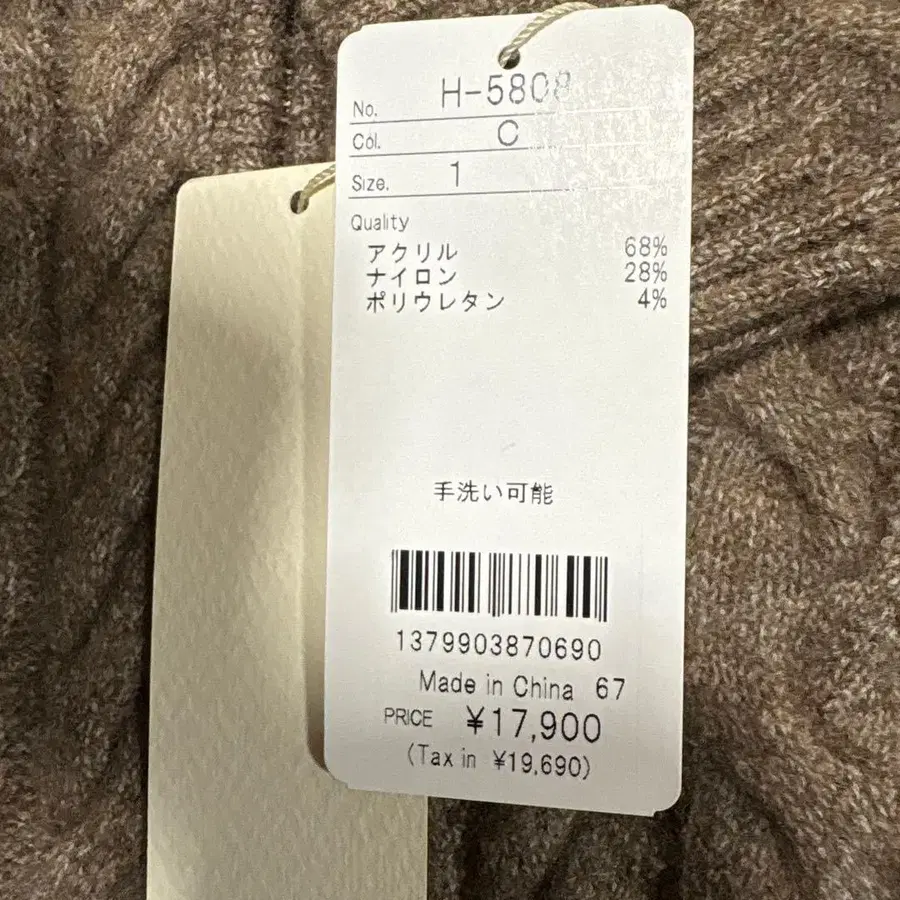 No. H-5808
Col. C
Size. 1
Quality
アクリル 68%
ナイロン 28%
ポリウレタン 4%
手洗い可能
1379903870690
Made in China 67
PRICE ¥17,900
(Tax in ¥19,690)